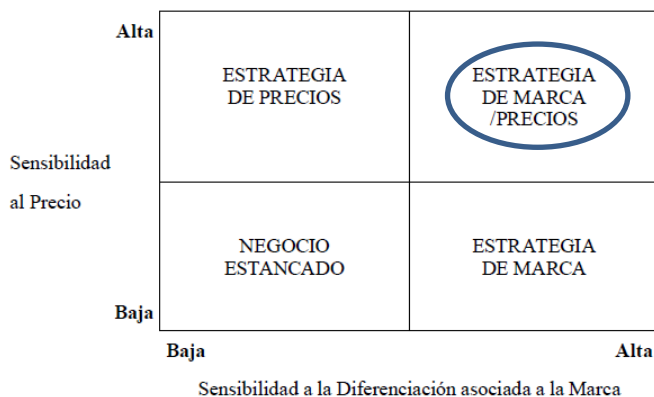 Alta
ESTRATEGIA
DE PRECIOS
ESTRATEGIA
DE MARCA
/PRECIOS
Sensibilidad
al Precio
NEGOCIO
ESTANCADO
ESTRATEGIA
DE MARCA
Baja
Baja
Alta
Sensibilidad a la Diferenciación asociada a la Marca